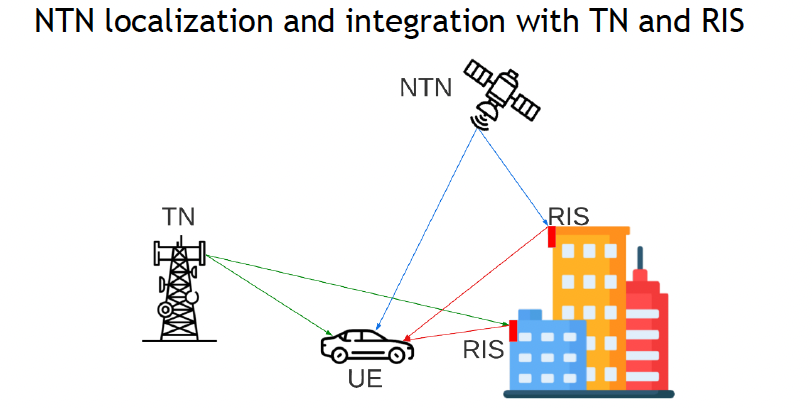 NTN localization and integration with TN and RIS
NTN
TN
RIS
RIS
UE